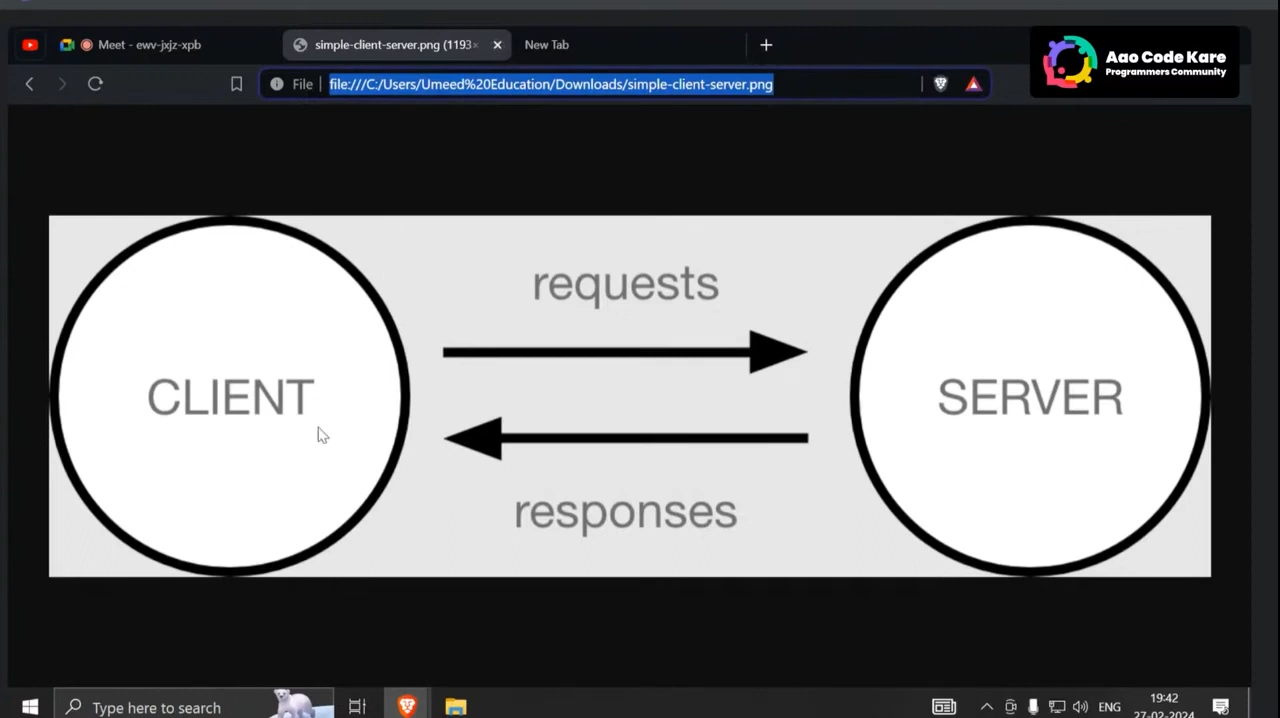 Meet - ewv-jxjz-xpb
simple-client-server.png (1193×
New Tab
Aao Code Kare
Programmers Community
File
file:///C:/Users/Umeed%20Education/Downloads/simple-client-server.png
requests
CLIENT
SERVER
responses
Type here to search
ENG
19:42
27-02-2024